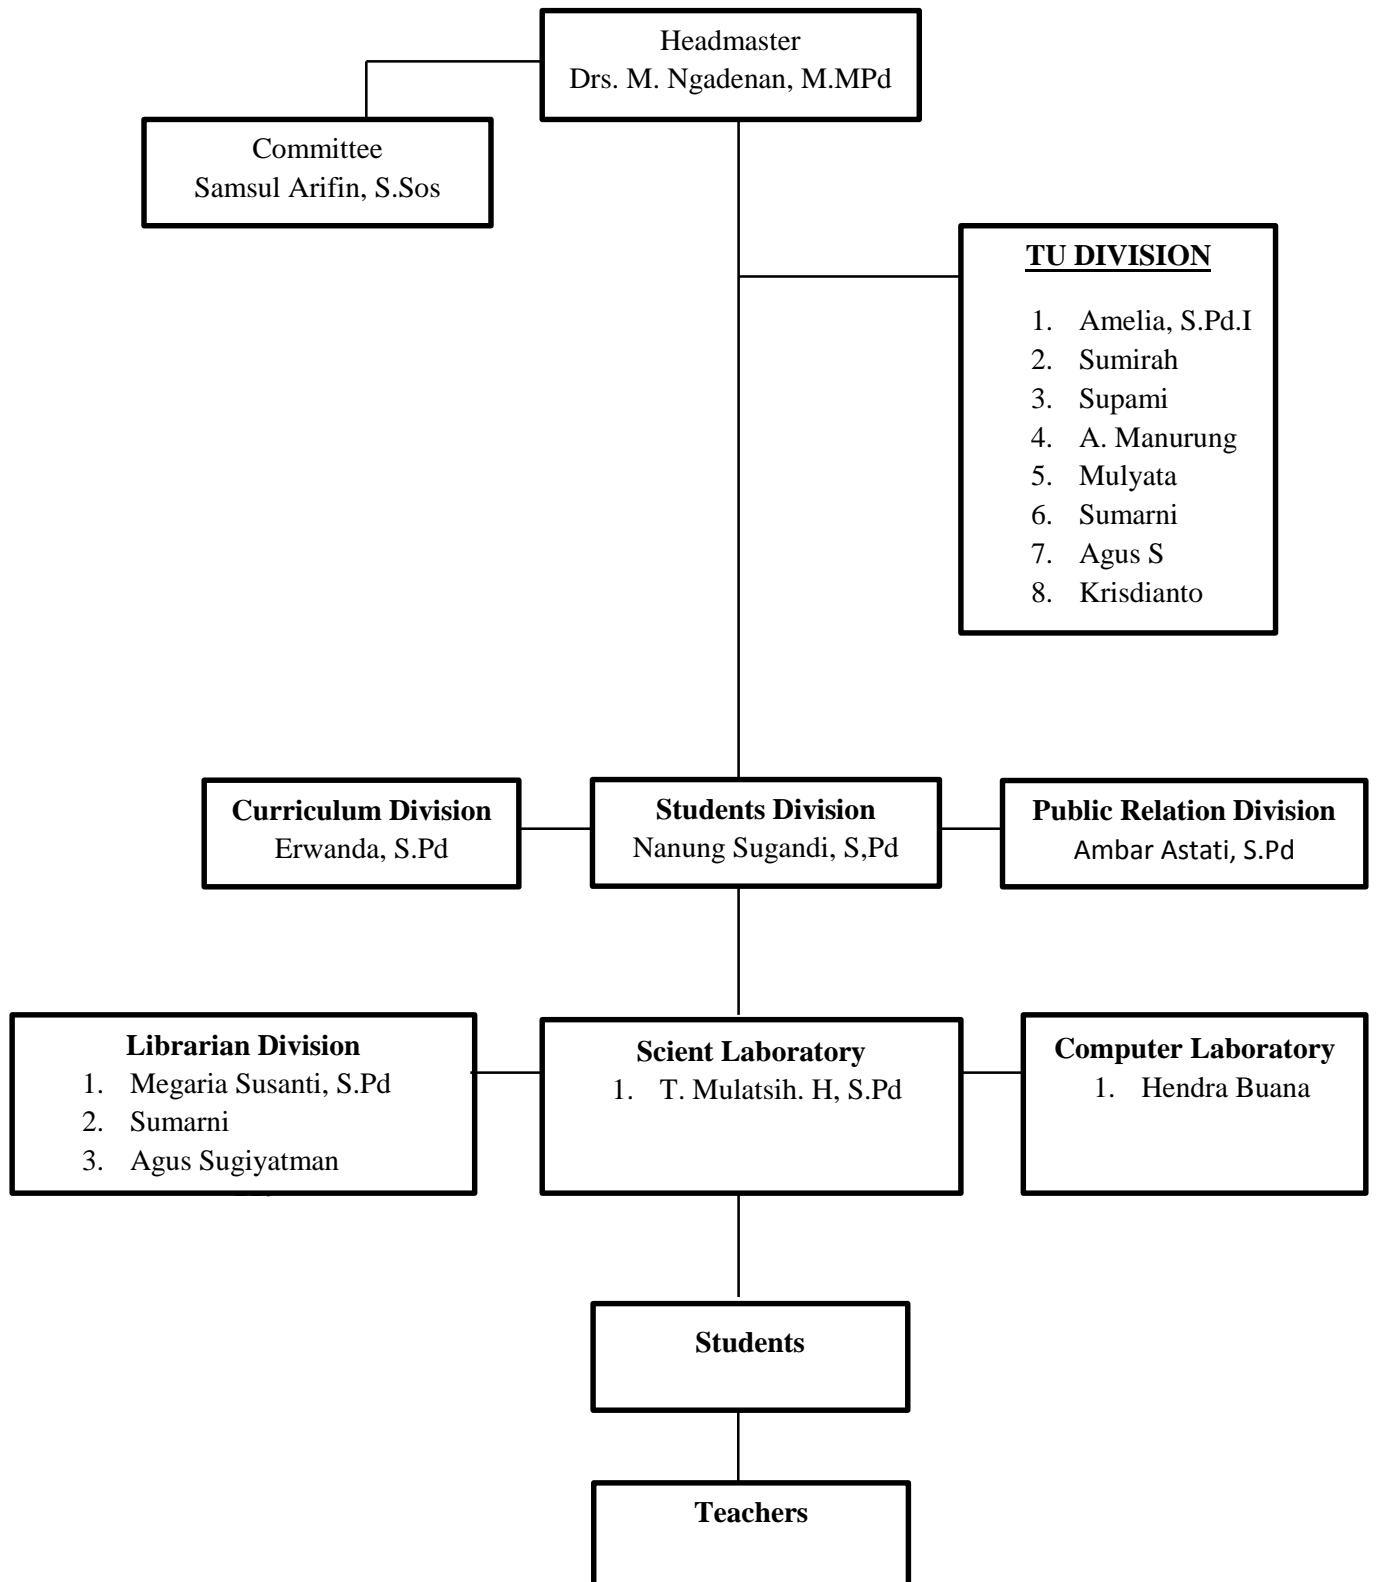 Headmaster
Drs. M. Ngadenan, M.MPd
Committee
Samsul Arifin, S.Sos
TU DIVISION
1. Amelia, S.Pd.I
2. Sumirah
3. Supami
4. A. Manurung
5. Mulyata
6. Sumarni
7. Agus S
8. Krisdianto
Curriculum Division
Erwanda, S.Pd
Students Division
Nanung Sugandi, S,Pd
Public Relation Division
Ambar Astati, S.Pd
Librarian Division
1. Megaria Susanti, S.Pd
2. Sumarni
3. Agus Sugiyatman
Scient Laboratory
1. T. Mulatsih. H, S.Pd
Computer Laboratory
1. Hendra Buana
Students
Teachers